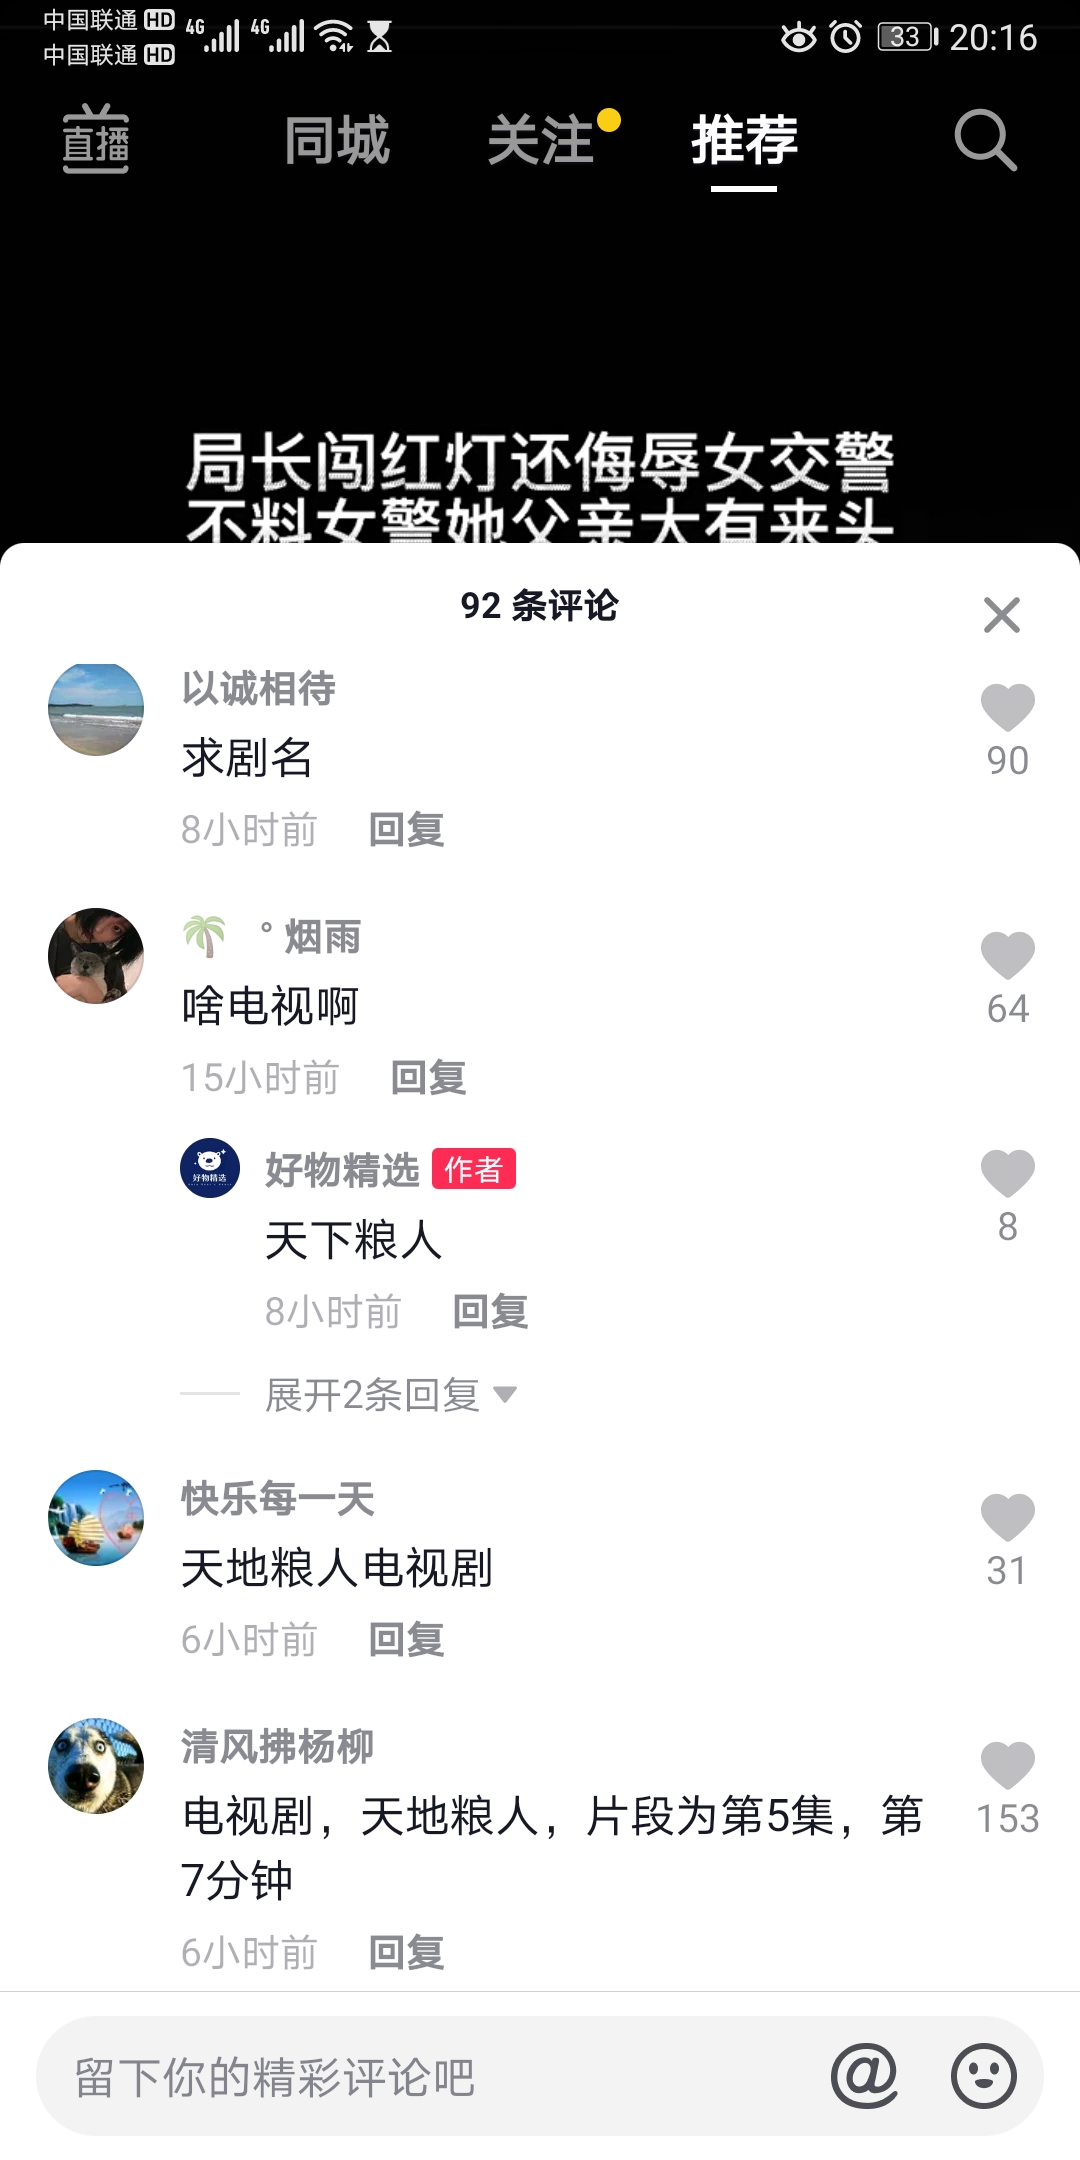 中国联通 HD 4G 4G 33 20:16
中国联通 HD
直播 同城 关注 推荐
局长闯红灯还侮辱女交警
不料女警她父亲大有来头
92 条评论
以诚相待
求剧名
90
8小时前 回复
° 烟雨
啥电视啊
64
15小时前 回复
好物精选
好物精选 作者
天下粮人
8
8小时前 回复
展开2条回复
快乐每一天
天地粮人电视剧
31
6小时前 回复
清风拂杨柳
电视剧，天地粮人，片段为第5集，第
7分钟
153
6小时前 回复
留下你的精彩评论吧 @